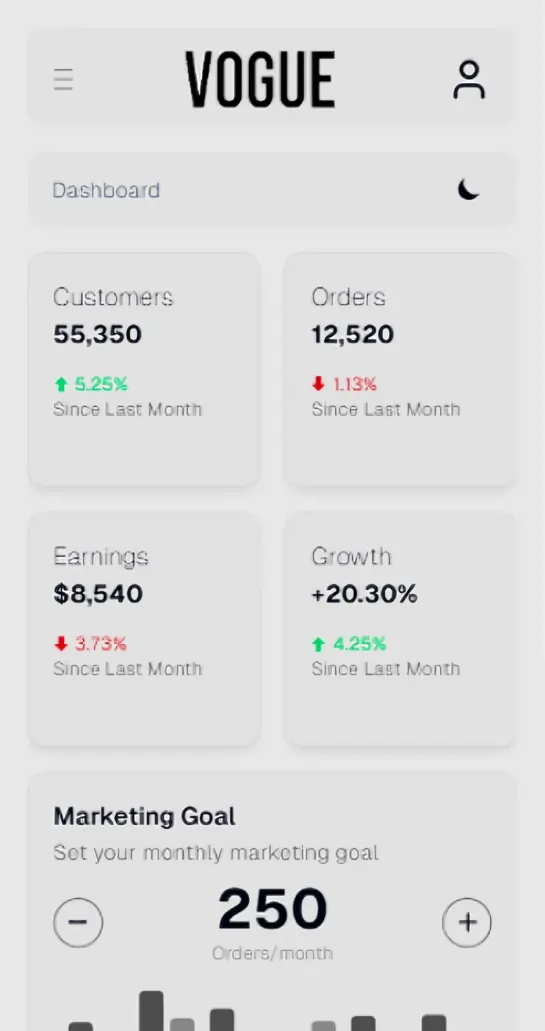 VOGUE
Dashboard
Customers
55,350
5.25%
Since Last Month
Orders
12,520
1.13%
Since Last Month
Earnings
$8,540
3.73%
Since Last Month
Growth
+20.30%
4.25%
Since Last Month
Marketing Goal
Set your monthly marketing goal
250
Orders/month